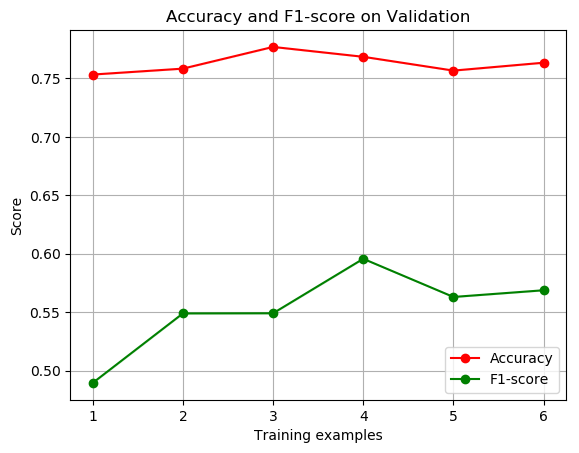 Accuracy and F1-score on Validation
Score
0.75
0.70
0.65
0.60
0.55
0.50
Accuracy
F1-score
1 2 3 4 5 6
Training examples